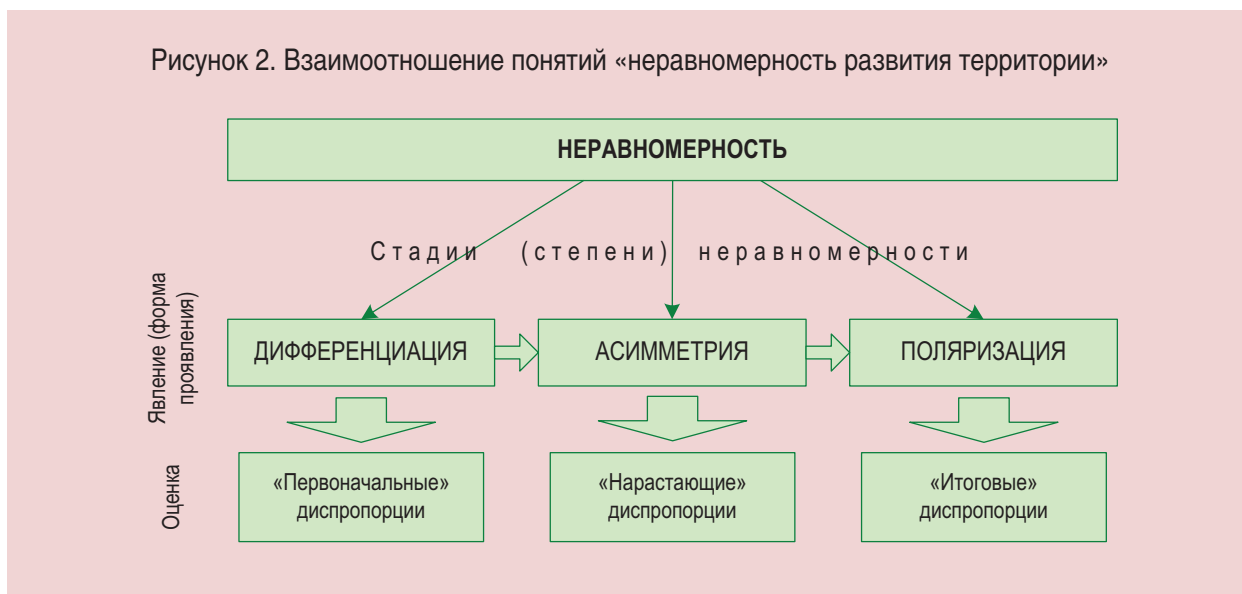 Рисунок 2. Взаимоотношение понятий «неравномерность развития территории»
НЕРАВНОМЕРНОСТЬ
Стадии (степени) неравномерности
Явление (форма
проявления)
ДИФФЕРЕНЦИАЦИЯ
АСИММЕТРИЯ
ПОЛЯРИЗАЦИЯ
Оценка
«Первоначальные»
диспропорции
«Нарастающие»
диспропорции
«Итоговые»
диспропорции